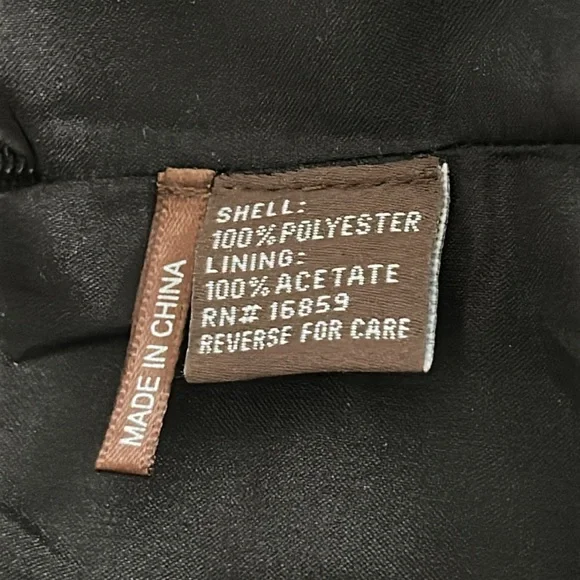 SHELL:
100% POLYESTER
LINING:
100% ACETATE
RN# 16859
REVERSE FOR CARE
MADE IN CHINA